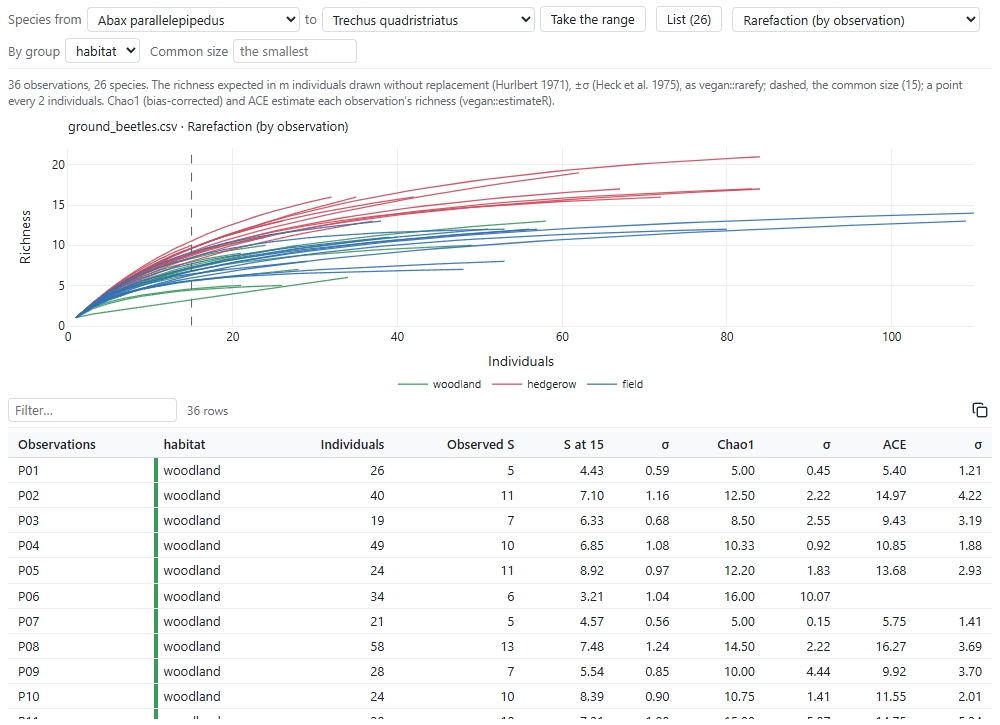 Species from Abax parallelepipedus to Trechus quadristriatus Take the range List (26) Rarefaction (by observation)
By group habitat Common size the smallest
36 observations, 26 species. The richness expected in m individuals drawn without replacement (Hurlbert 1971), ±σ (Heck et al. 1975), as vegan::rarefy; dashed, the common size (15); a point
every 2 individuals. Chao1 (bias-corrected) and ACE estimate each observation's richness (vegan::estimateR).
ground_beetles.csv · Rarefaction (by observation)
20
15
10
5
0
Richness
0 20 40 60 80 100
Individuals
woodland hedgerow field
Filter... 36 rows
Observations habitat Individuals Observed S S at 15 σ Chao1 σ ACE σ
P01 woodland 26 5 4.43 0.59 5.00 0.45 5.40 1.21
P02 woodland 40 11 7.10 1.16 12.50 2.22 14.97 4.22
P03 woodland 19 7 6.33 0.68 8.50 2.55 9.43 3.19
P04 woodland 49 10 6.85 1.08 10.33 0.92 10.85 1.88
P05 woodland 24 11 8.92 0.97 12.20 1.83 13.68 2.93
P06 woodland 34 6 3.21 1.04 16.00 10.07
P07 woodland 21 5 4.57 0.56 5.00 0.15 5.75 1.41
P08 woodland 58 13 7.48 1.24 14.50 2.22 16.27 3.69
P09 woodland 28 7 5.54 0.85 10.00 4.44 9.92 3.70
P10 woodland 24 10 8.39 0.90 10.75 1.41 11.55 2.01